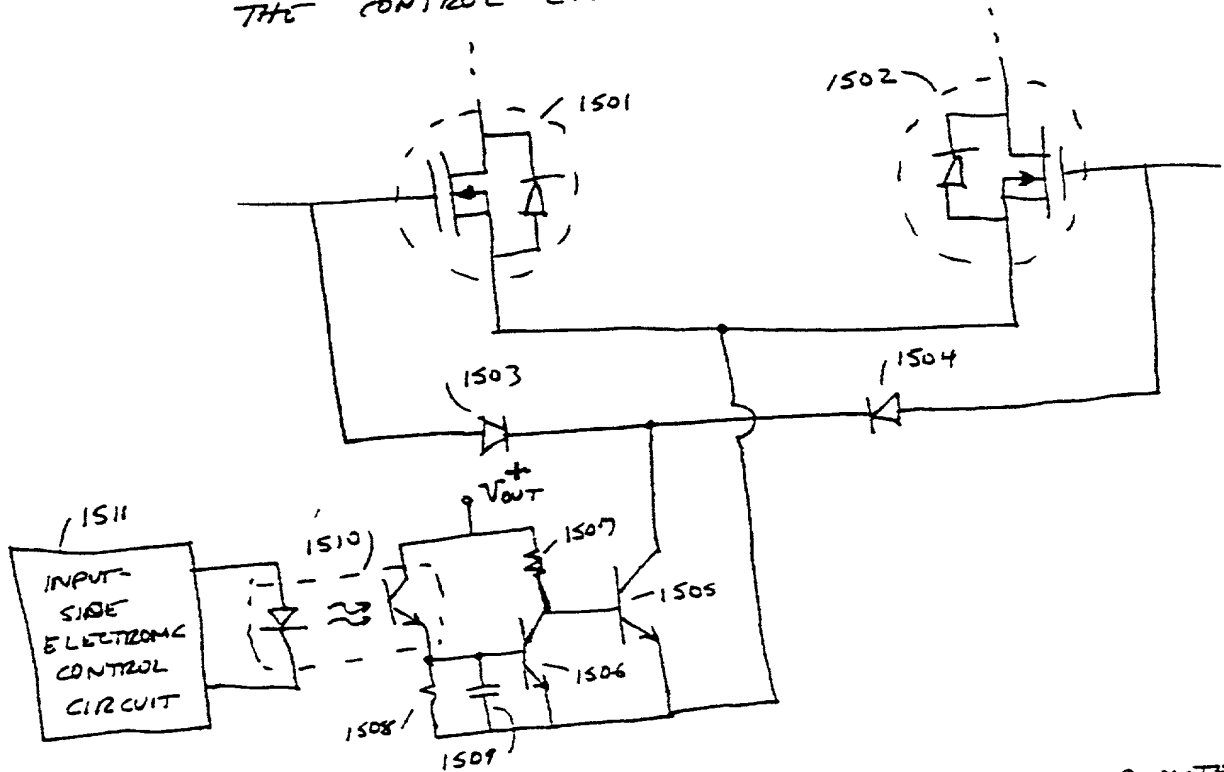 THE CONTROL
1502
1501
1503
1504
V+OUT
1511
1510
1507
INPUT-
SIDE
ELECTRONIC
CONTROL
CIRCUIT
1505
1506
1508
1509